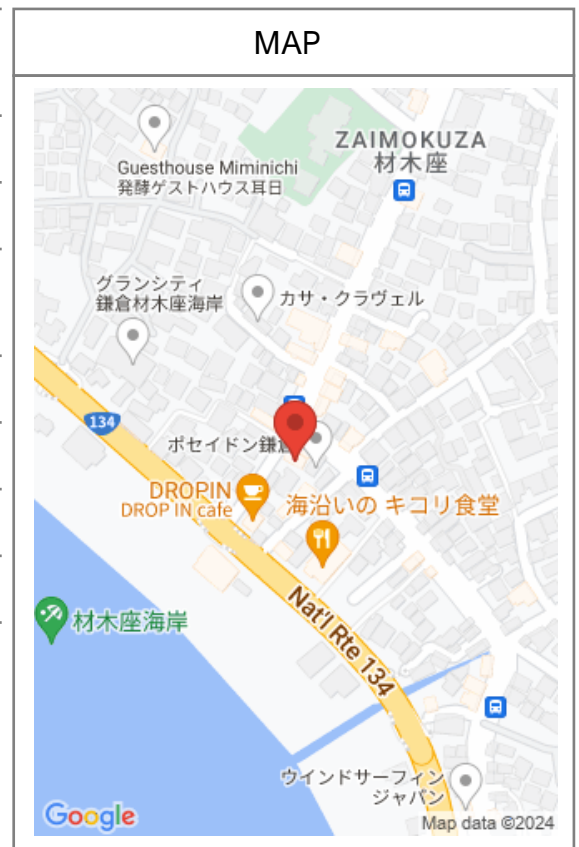 MAP
ZAIMOKUZA
材木座
Guesthouse Miminichi
発酵ゲストハウス耳日
グランシティ
鎌倉材木座海岸
カサ・クラヴェル
134
ポセイドン鎌倉
DROPIN
DROP IN cafe
海沿いの キコリ食堂
Nat'l Rte 134
材木座海岸
ウインドサーフィン
ジャパン
Google
Map data ©2024